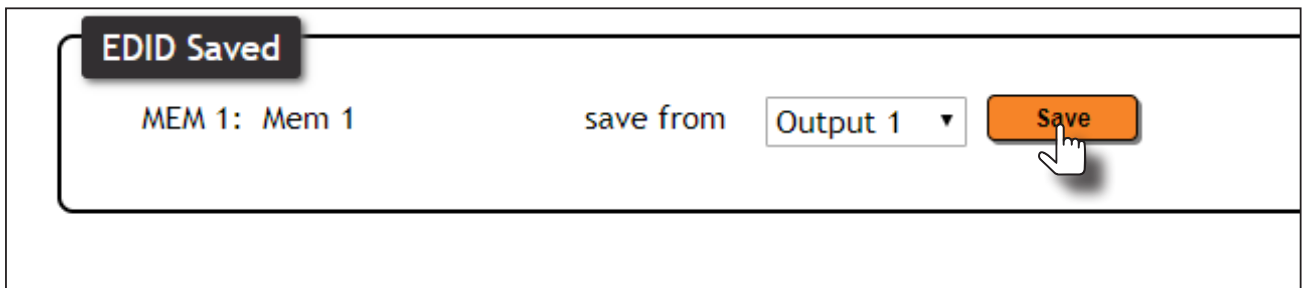 EDID Saved
MEM 1: Mem 1 save from Output 1 Save